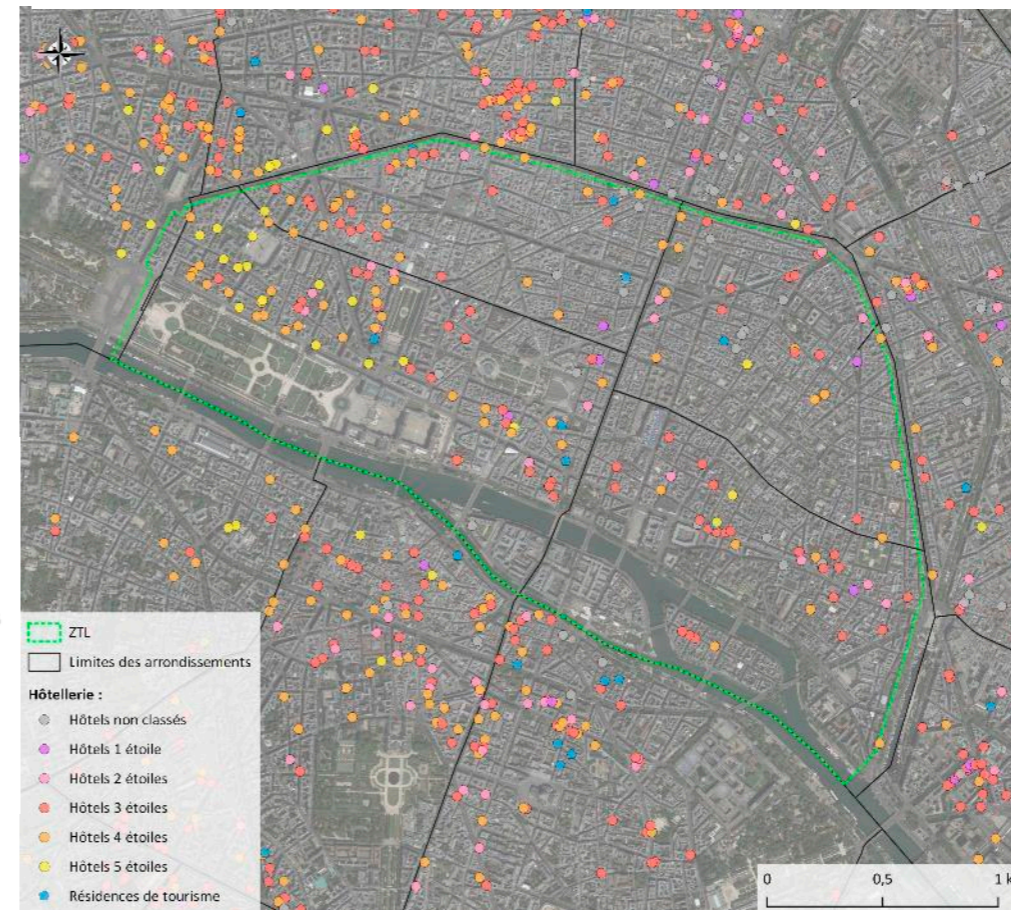 ZTL
Limites des arrondissements
Hôtellerie :
Hôtels non classés
Hôtels 1 étoile
Hôtels 2 étoiles
Hôtels 3 étoiles
Hôtels 4 étoiles
Hôtels 5 étoiles
Résidences de tourisme
0 0,5 1 k